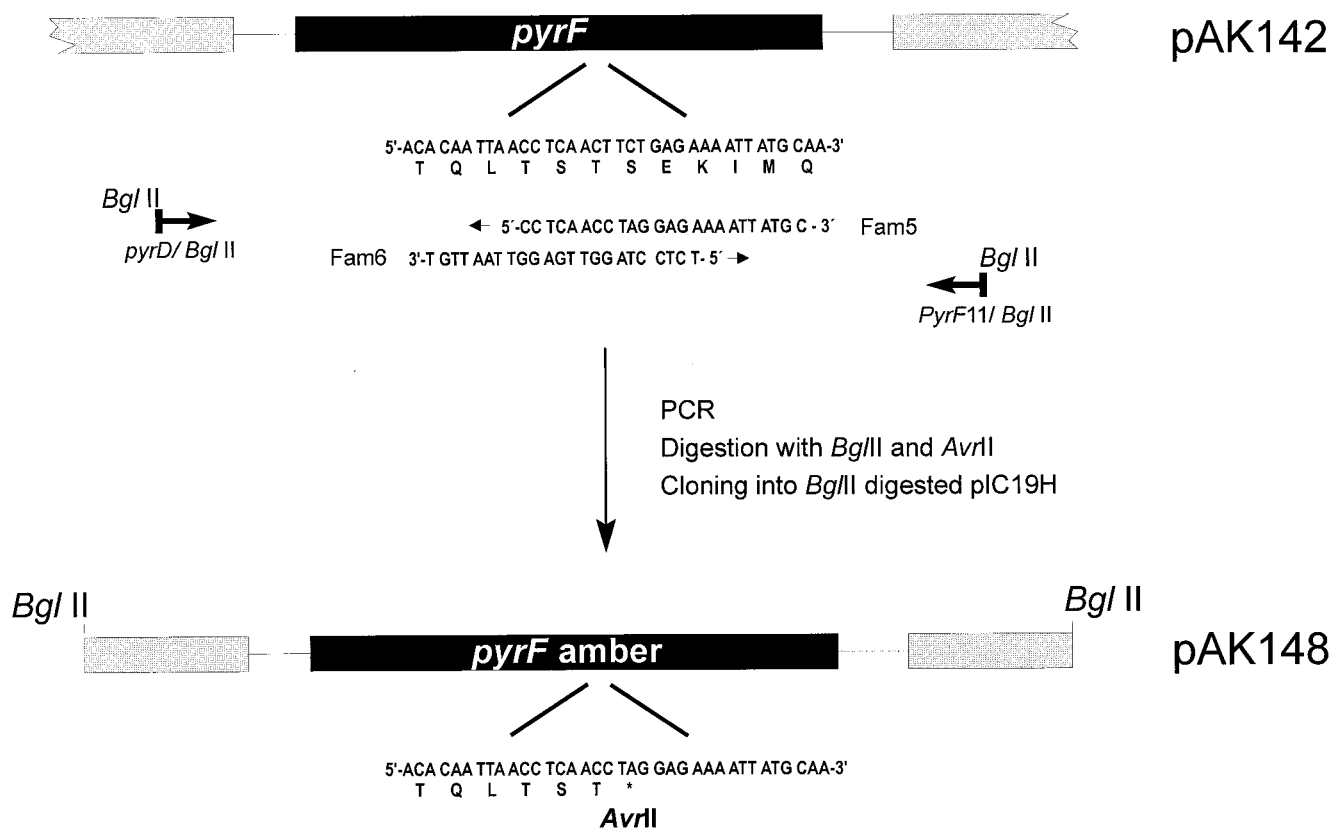 pyrF
pAK142
5'-ACA CAA TTA ACC TCA ACT TCT GAG AAA ATT ATG CAA-3'
T Q L T S T S E K I M Q
Bgl II
pyrD/ Bgl II
5´-CC TCA ACC TAG GAG AAA ATT ATG C - 3´ Fam5
Fam6 3'-T GTT AAT TGG AGT TGG ATC CTC T- 5´
Bgl II
PyrF11/ Bgl II
PCR
Digestion with BglII and AvrII
Cloning into BglII digested pIC19H
Bgl II
Bgl II
pyrF amber
pAK148
5'-ACA CAA TTA ACC TCA ACC TAG GAG AAA ATT ATG CAA-3'
T Q L T S T *
AvrII